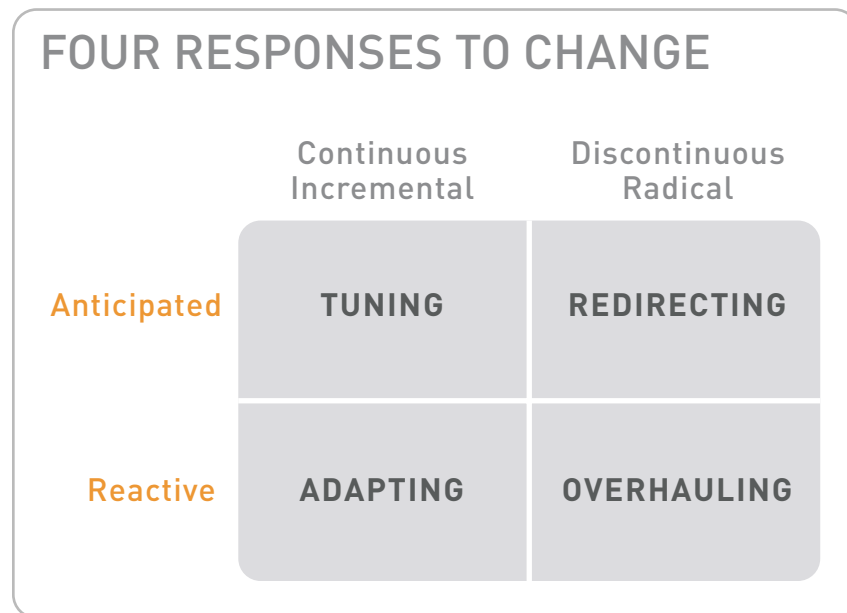 FOUR RESPONSES TO CHANGE
Continuous
Incremental
Discontinuous
Radical
Anticipated
TUNING
REDIRECTING
Reactive
ADAPTING
OVERHAULING